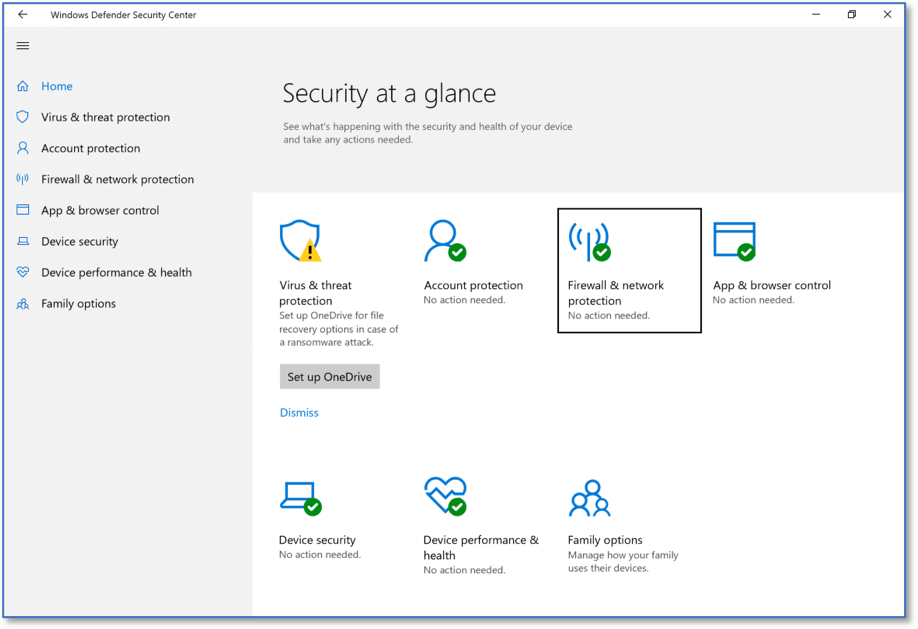 Windows Defender Security Center
Home
Virus & threat protection
Account protection
Firewall & network protection
App & browser control
Device security
Device performance & health
Family options
Security at a glance
See what's happening with the security and health of your device
and take any actions needed.
Virus & threat
protection
Set up OneDrive for file
recovery options in case of
a ransomware attack.
Set up OneDrive
Dismiss
Account protection
No action needed.
Firewall & network
protection
No action needed.
App & browser control
No action needed.
Device security
No action needed.
Device performance &
health
No action needed.
Family options
Manage how your family
uses their devices.